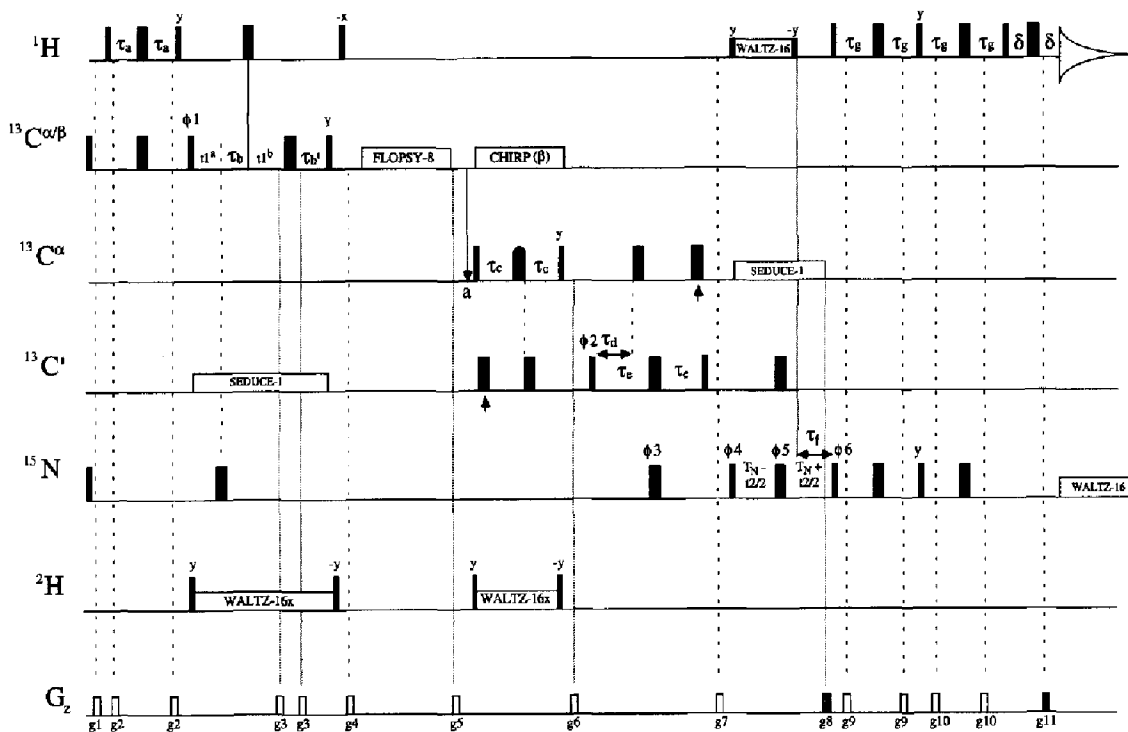 y -x y -y y
¹H τa τa WALTZ-16 τg τg τg τg δ δ
ϕ1 y
¹³Cα/β t1ᵃ τb t1ᵇ τb' FLOPSY-8 CHIRP (β)
y
¹³Cα τc τc SEDUCE-1
a
ϕ2 τd
¹³C' SEDUCE-1 τe τe
τf
ϕ3 ϕ4 ϕ5 ϕ6 y
¹⁵N T_N- t2/2 T_N+ t2/2 WALTZ-16
y -y y -y
²H WALTZ-16x WALTZ-16x
Gz
g1 g2 g2 g3 g3 g4 g5 g6 g7 g8 g9 g9 g10 g10 g11